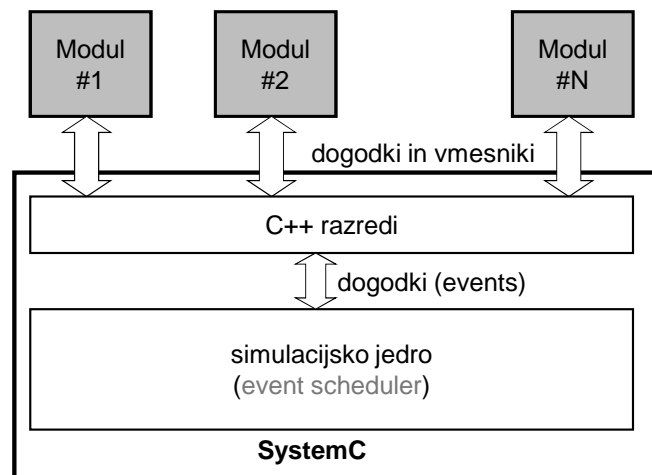 Modul
#1
Modul
#2
Modul
#N
dogodki in vmesniki
C++ razredi
dogodki (events)
simulacijsko jedro
(event scheduler)
SystemC